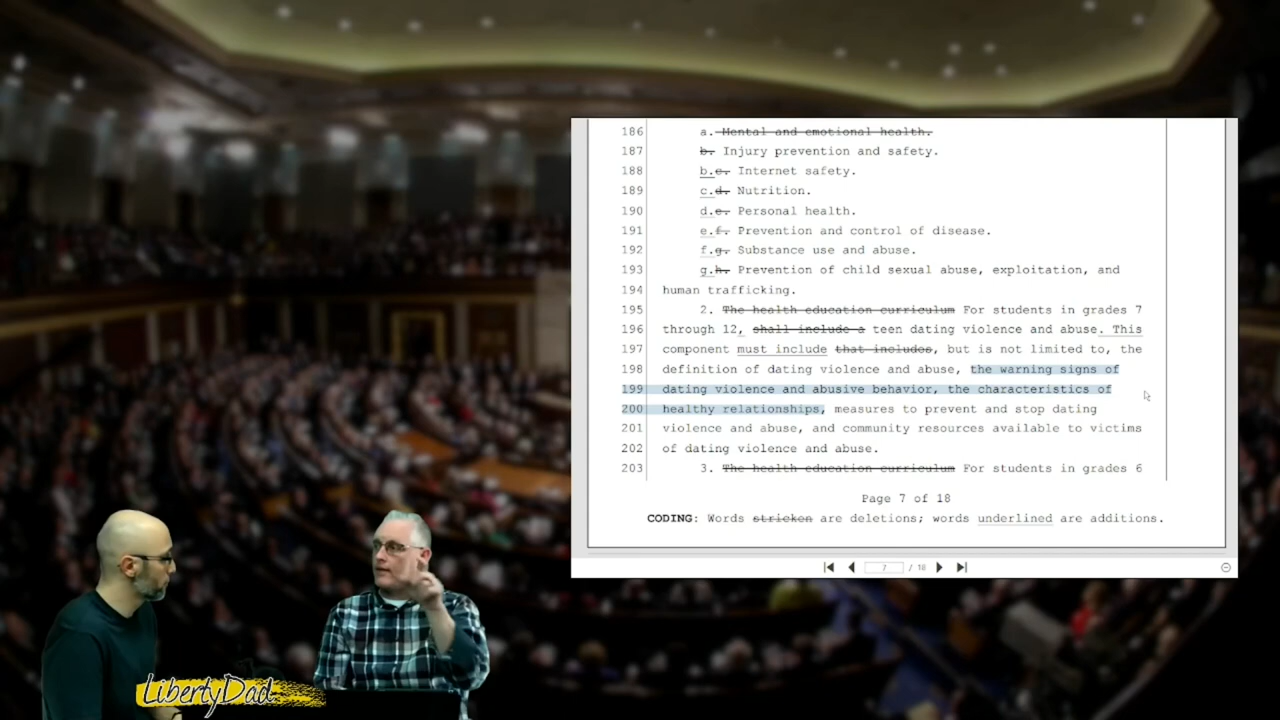 186 a. Mental and emotional health.
187 b. Injury prevention and safety.
188 b.c. Internet safety.
189 c.d. Nutrition.
190 d.e. Personal health.
191 e.f. Prevention and control of disease.
192 f.g. Substance use and abuse.
193 g.h. Prevention of child sexual abuse, exploitation, and
194 human trafficking.
195 2. The health education curriculum For students in grades 7
196 through 12, shall include a teen dating violence and abuse. This
197 component must include that includes, but is not limited to, the
198 definition of dating violence and abuse, the warning signs of
199 dating violence and abusive behavior, the characteristics of
200 healthy relationships, measures to prevent and stop dating
201 violence and abuse, and community resources available to victims
202 of dating violence and abuse.
203 3. The health education curriculum For students in grades 6
Page 7 of 18
CODING: Words stricken are deletions; words underlined are additions.
7 / 18
LibertyDad